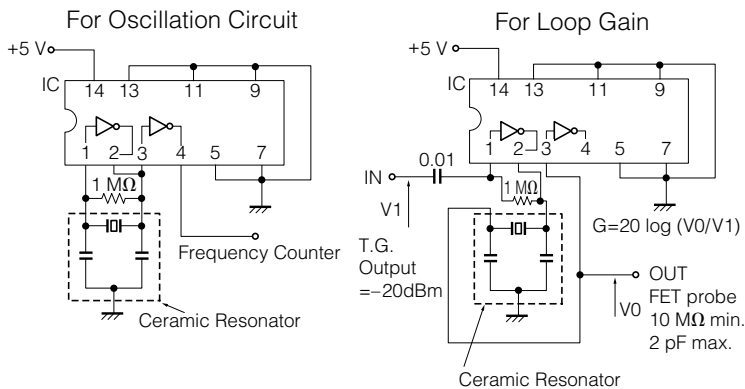 For Oscillation Circuit
+5 V
IC
14 13 11 9
1 2 3 4 5 7
1 MΩ
Frequency Counter
Ceramic Resonator
For Loop Gain
+5 V
IC
14 13 11 9
1 2 3 4 5 7
0.01
IN
1 MΩ
V1
G=20 log (V0/V1)
T.G.
Output
=–20dBm
OUT
V0
FET probe
10 MΩ min.
2 pF max.
Ceramic Resonator